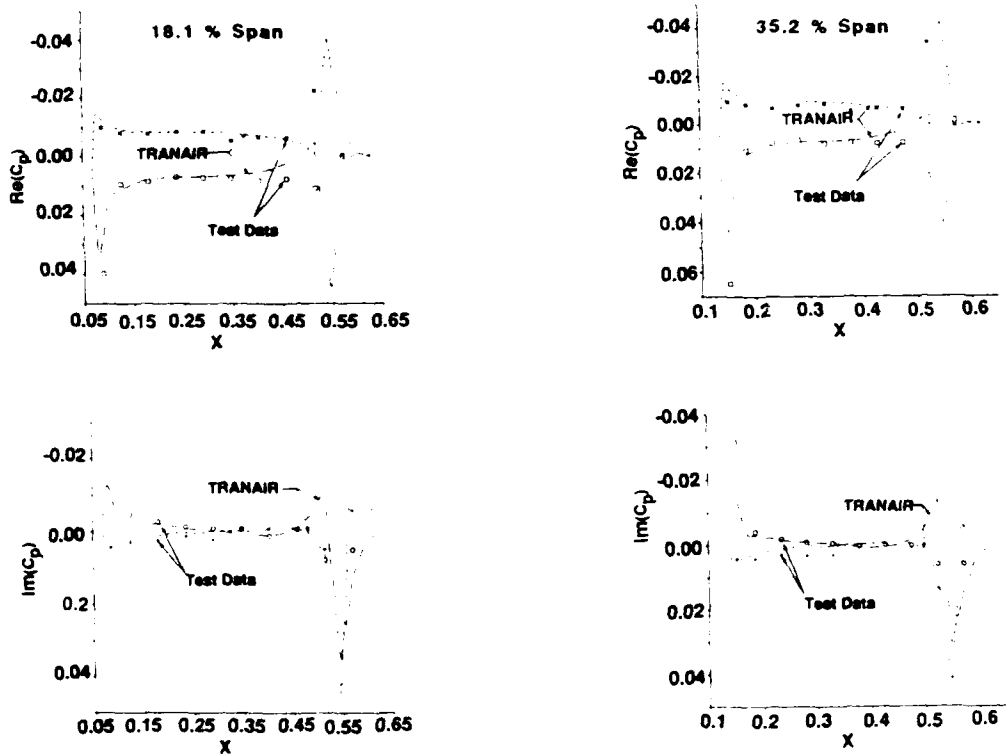 18.1 % Span
-0.04
-0.02
0.00
0.02
0.04
Re(Cp)
TRANAIR
Test Data
0.05 0.15 0.25 0.35 0.45 0.55 0.65
X
35.2 % Span
-0.04
-0.02
0.00
0.02
0.04
0.06
Re(Cp)
TRANAIR
Test Data
0.1 0.2 0.3 0.4 0.5 0.6
X
-0.02
0.00
0.2
0.04
Im(Cp)
TRANAIR
Test Data
0.05 0.15 0.25 0.35 0.45 0.55 0.65
X
-0.04
-0.02
0.00
0.02
0.04
Im(Cp)
TRANAIR
Test Data
0.1 0.2 0.3 0.4 0.5 0.6
X